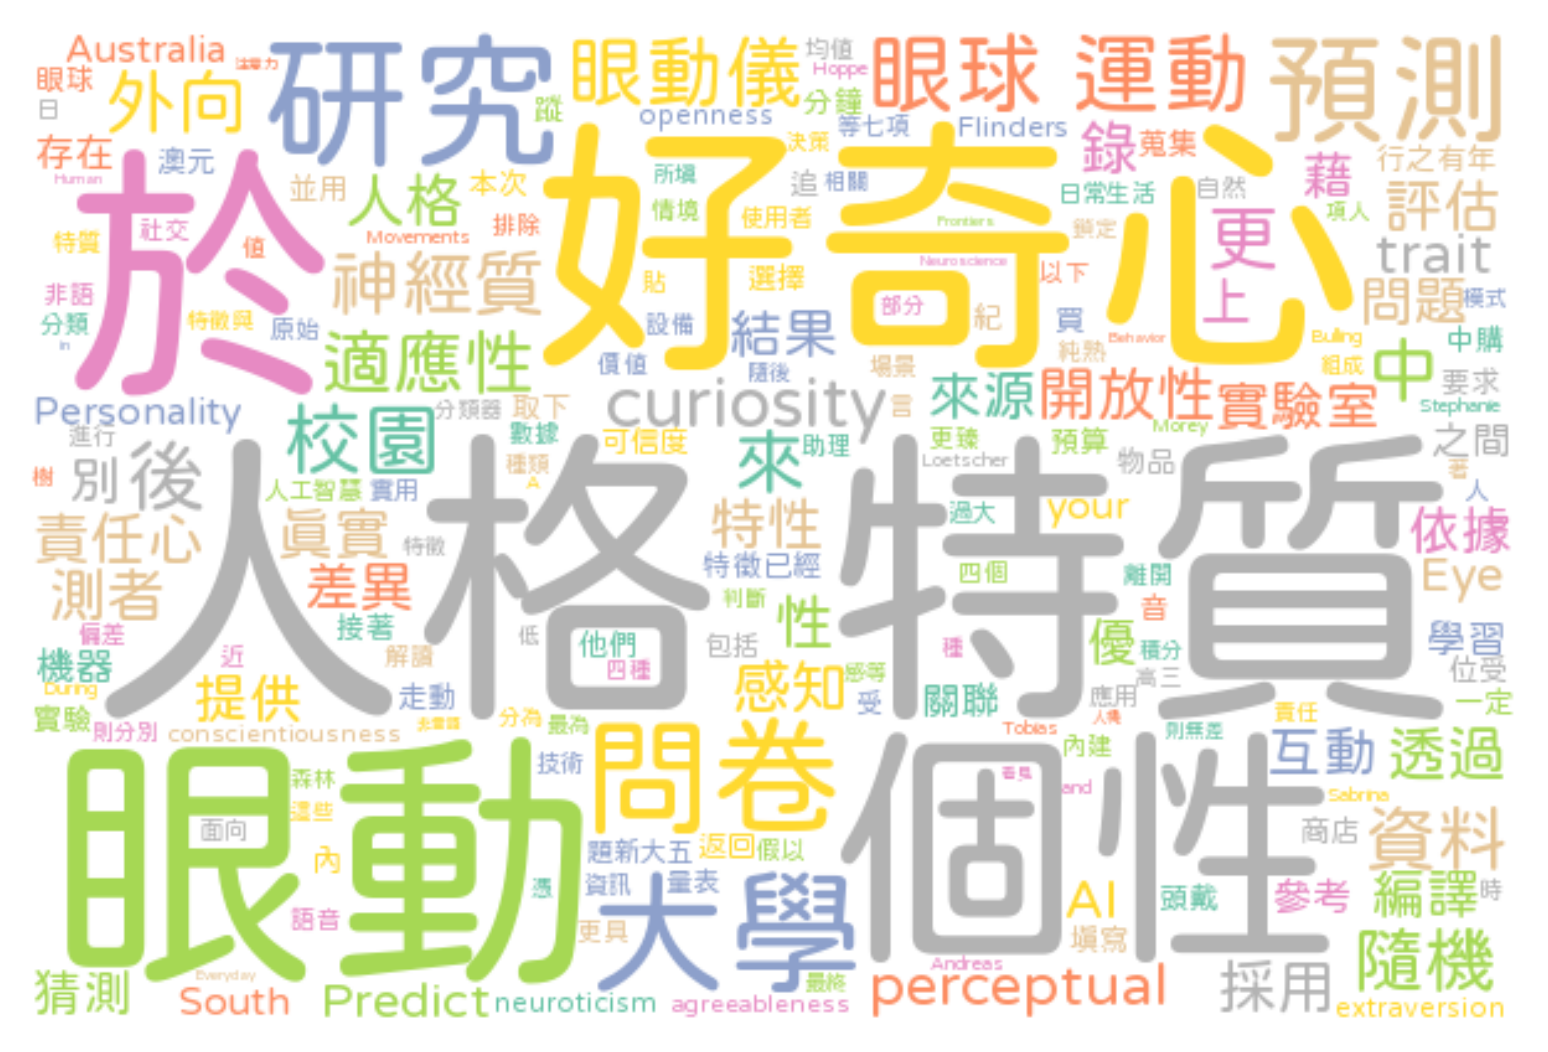 Australia
注意力
研究
眼動儀
均值
Hoppe
眼球 運動
預測
眼球
日
外向
蹤
分鐘
openness
等七項
Flinders
決策
錄
蒐集
行之有年
存在
Human
澳元
並用
人格
本次
所填
追
相關
日常生活
自然
藉
項人
評估
於
好奇心
特質
社交
值
排除
Movements
情境
使用者
Frontiers
鎖定
更
上
trait
神經質
貼
選擇
Neuroscience
以下
問題
模式
非語
分類
in
特徵與
原始
設備
結果
部分
紀
買
Behavior
Bulling
中購
適應性
價值
隨後
場景
純熟
組成
中
要求
Stephanie
Personality
校園
分類器
取下
curiosity
言
來源
開放性
實驗室
進行
數據
可信度
來
助理
更臻
預算
Morey
之間
樹
別
後
人工智慧
實用
種類
A
Loetscher
物品
著
人
人格
特質
責任心
真實
特徵
特性
過大
your
依據
測者
差異
特徵已經
四個
離開
Eye
偏差
接著
低
他們
四種
判斷
性
包括
種
音
優
積分
學習
機器
近
解讀
感知
感等
受
關聯
應用
高三
位受
During
提供
走動
一定
實驗
則分別
conscientiousness
分為
最為
問卷
Tobias
人機
內建
則無差
責任
互動
透過
眼動
個性
森林
這些
技術
and
Sabrina
面向
內
題新大五
返回
假以
商店
資料
憑
資訊
量表
大學
AI
頭戴
參考
編譯
時
語音
更具
填寫
隨機
猜測
Everyday
South
Predict
neuroticism
agreeableness
最終
Andreas
perceptual
採用
extraversion